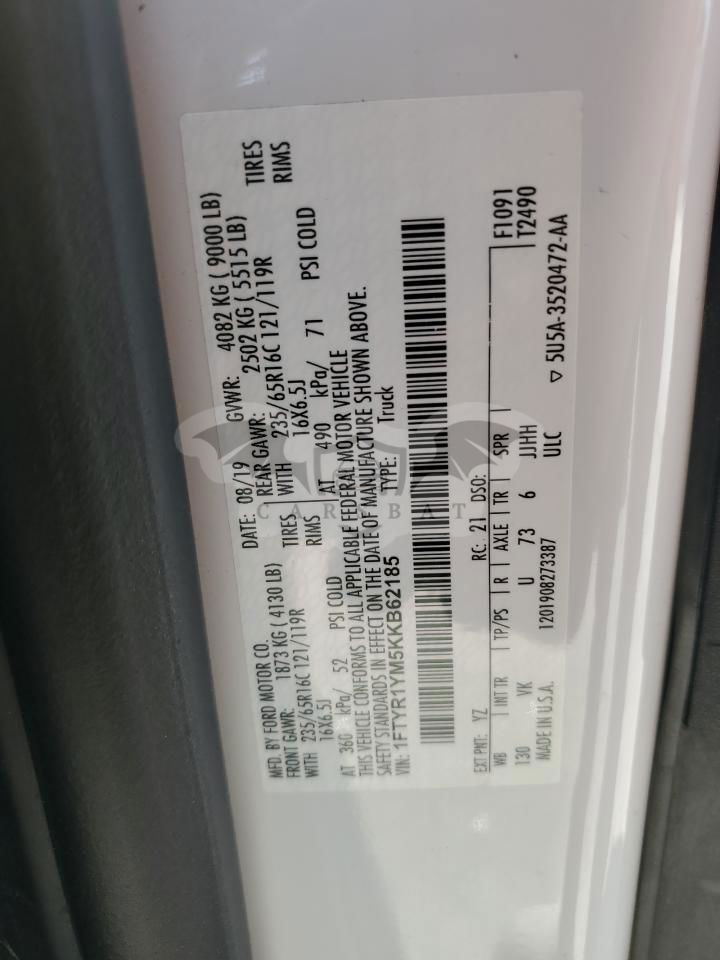 MFD. BY FORD MOTOR CO.
DATE: 08/19 GVWR: 4082 KG ( 9000 LB)
FRONT GAWR: 1873 KG ( 4130 LB)
REAR GAWR: 2502 KG ( 5515 LB)
WITH 235/65R16C 121/119R TIRES
WITH 235/65R16C 121/119R TIRES
16X6.5J RIMS
16X6.5J RIMS
AT 360 kPa/ 52 PSI COLD
AT 490 kPa/ 71 PSI COLD
THIS VEHICLE CONFORMS TO ALL APPLICABLE FEDERAL MOTOR VEHICLE
SAFETY STANDARDS IN EFFECT ON THE DATE OF MANUFACTURE SHOWN ABOVE.
VIN: 1FTYR1YM5KKB62185 TYPE: Truck
EXT PNT: YZ RC: 21 DSO: F1091
WB INT TR TP/PS R AXLE TR SPR T2490
130 VK U 73 6 JJHH
MADE IN U.S.A. 1201908273387 ULC ▽ 5U5A-3520472-AA
CARSBAT